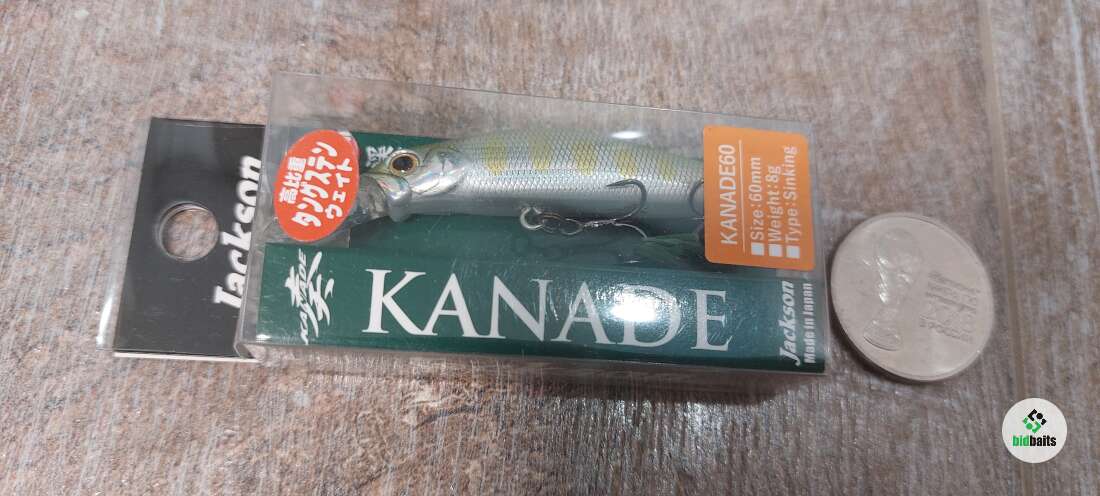 Jackson
高比重
タングステン
ウェイト
KANADE
奏
KANADE
KANADE60
Size:60mm
Weight:8g
Type:Sinking
Jackson
Made in Japan
bidbaits